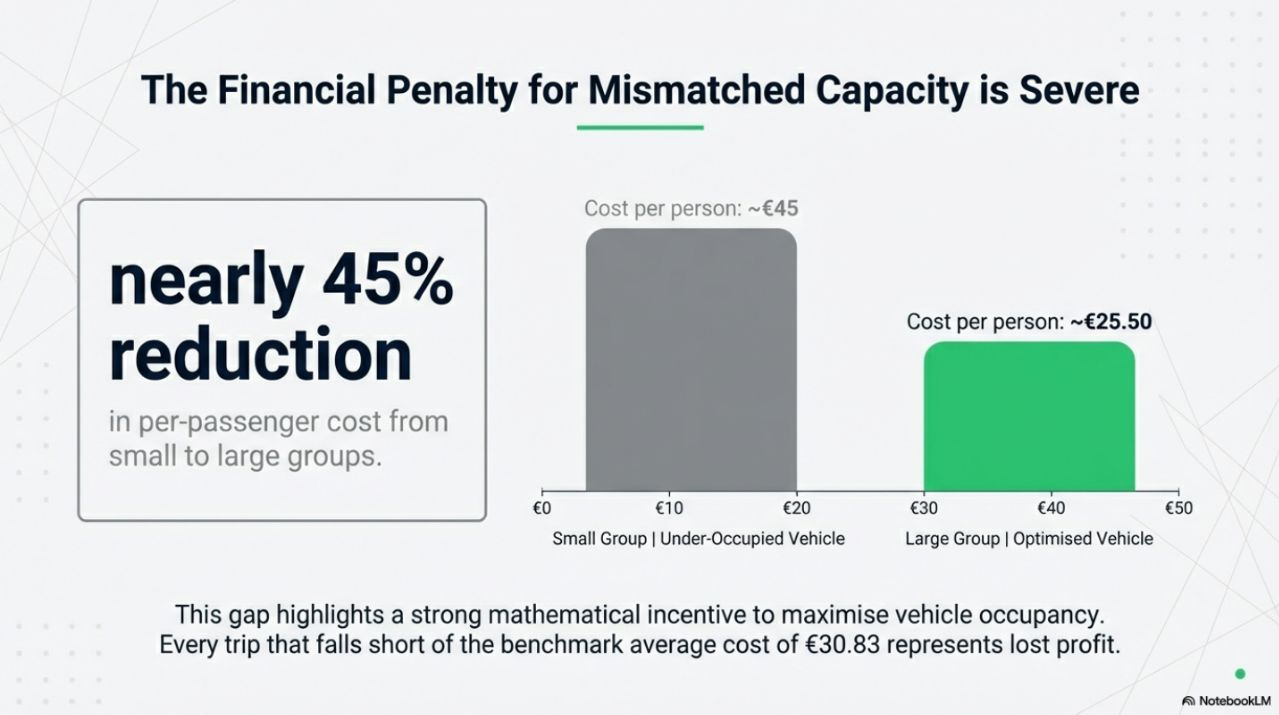 The Financial Penalty for Mismatched Capacity is Severe
nearly 45%
reduction
in per-passenger cost from
small to large groups.
Cost per person: ~€45
Cost per person: ~€25.50
€0 €10 €20 €30 €40 €50
Small Group | Under-Occupied Vehicle
Large Group | Optimised Vehicle
This gap highlights a strong mathematical incentive to maximise vehicle occupancy.
Every trip that falls short of the benchmark average cost of €30.83 represents lost profit.
NotebookLM